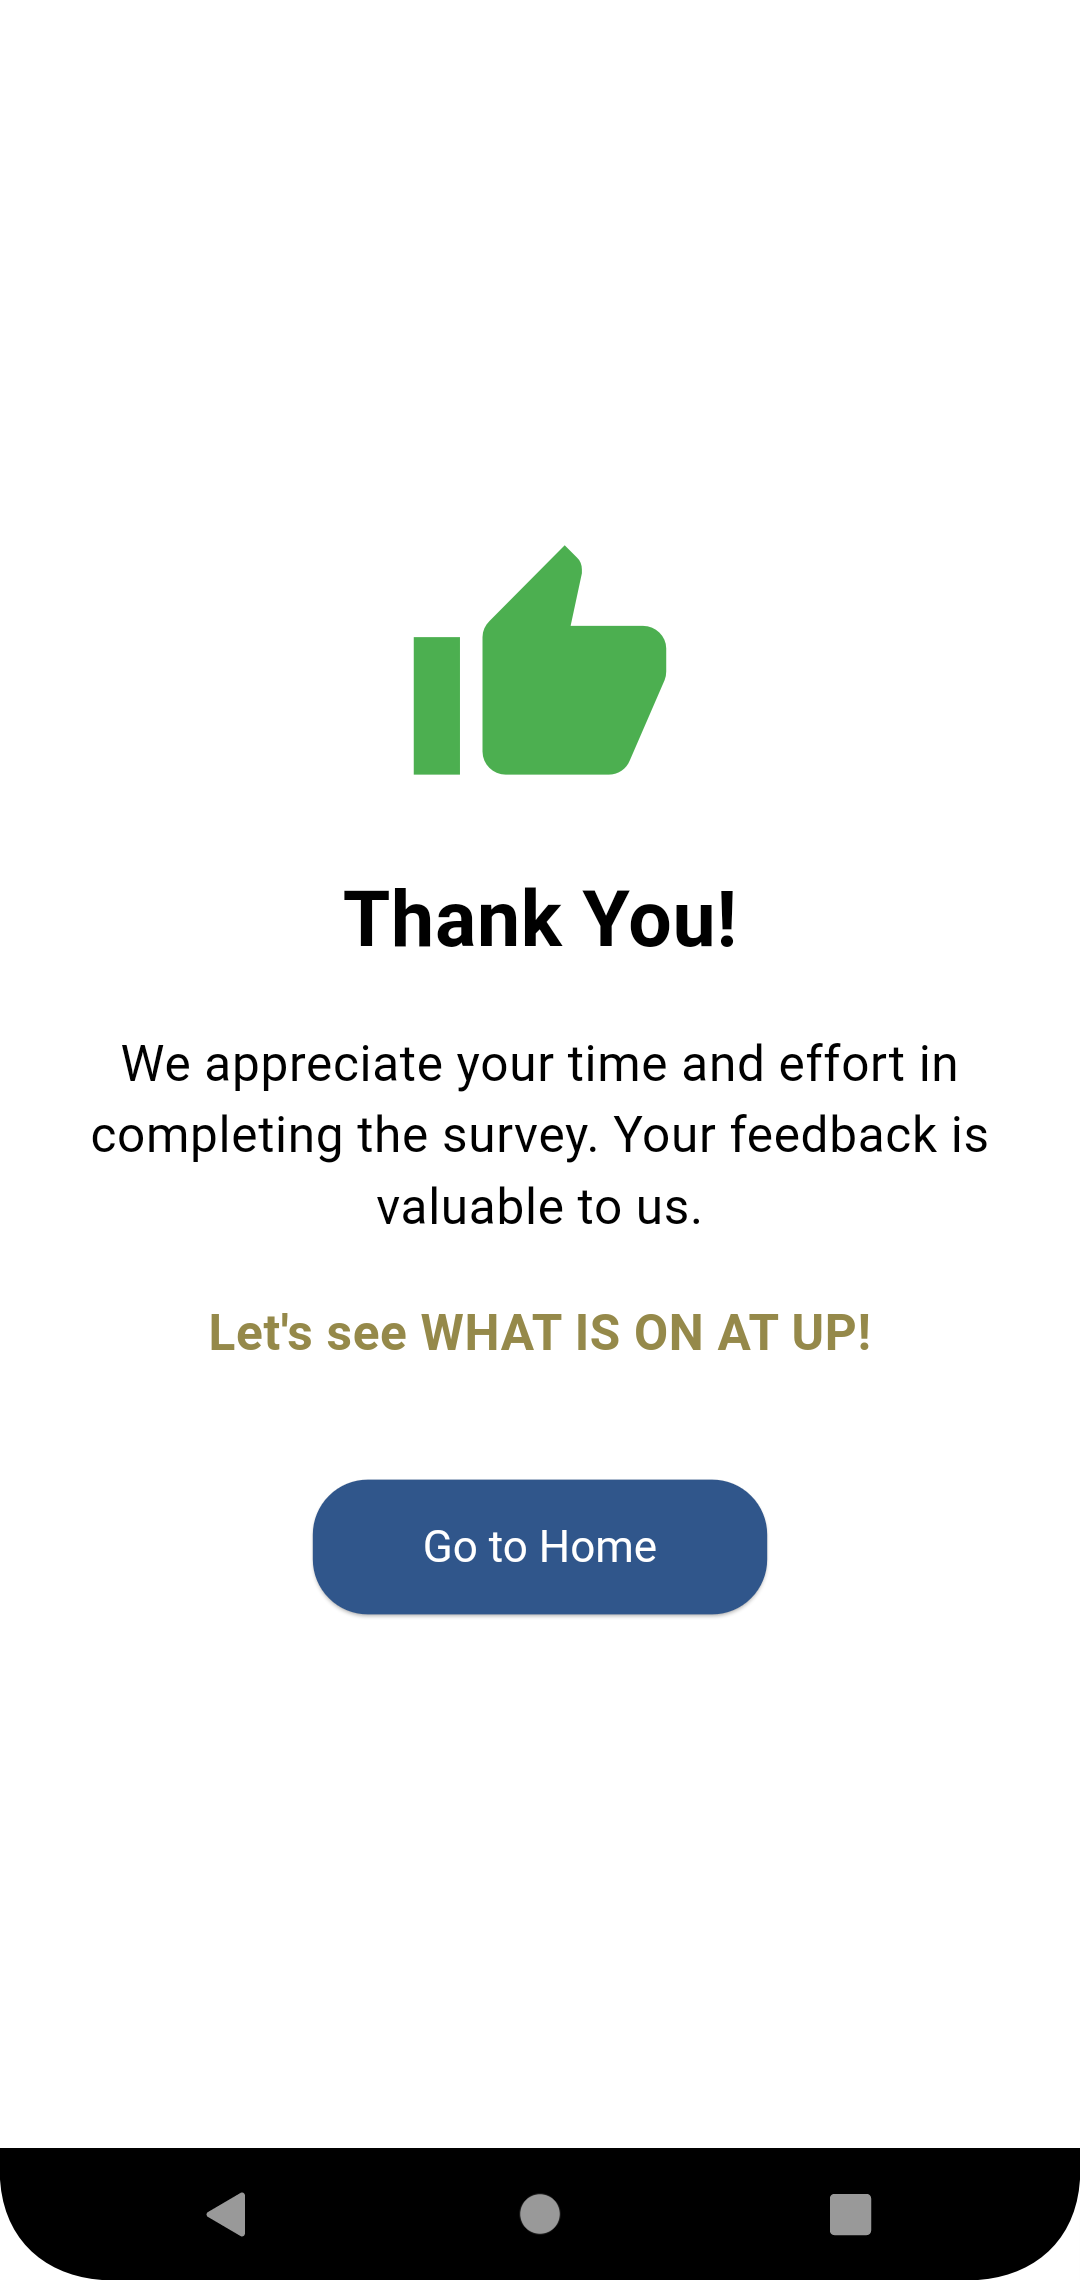 Thank You!
We appreciate your time and effort in
completing the survey. Your feedback is
valuable to us.
Let's see WHAT IS ON AT UP!
Go to Home